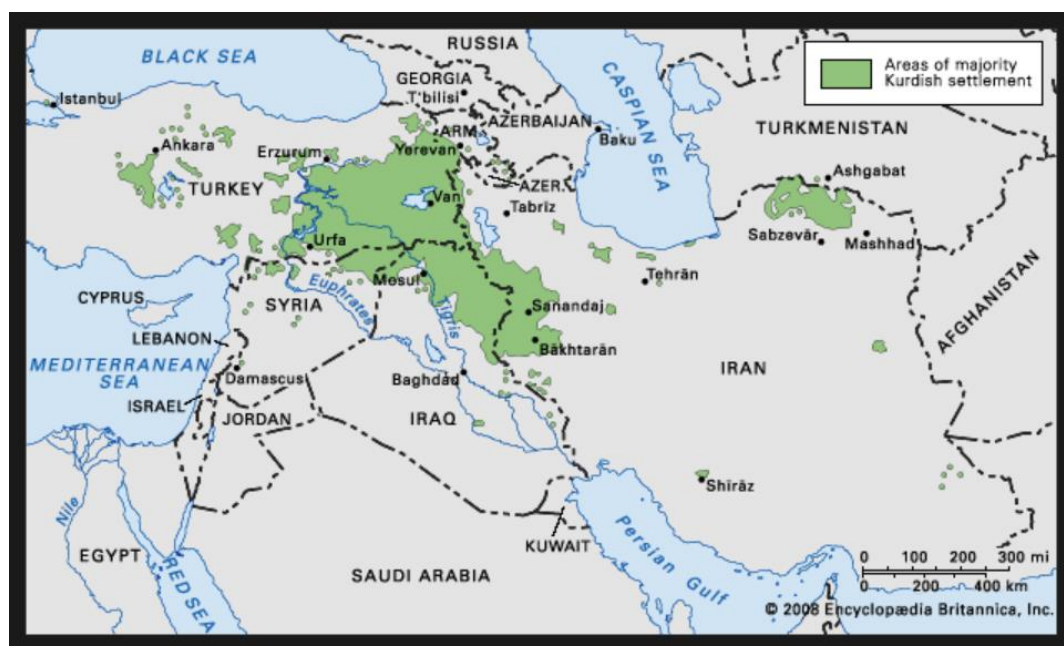 RUSSIA
BLACK SEA
GEORGIA
T'bilisi
Istanbul
CASPIAN SEA
Areas of majority
Kurdish settlement
ARM.
AZERBAIJAN
Baku
TURKMENISTAN
Ankara
Erzurum
Yerevan
TURKEY
AZER.
Ashgabat
Van
Tabrīz
Urfa
Sabzevār
Mashhad
Mosul
Tehrān
CYPRUS
SYRIA
Euphrates
Tigris
Sanandaj
AFGHANISTAN
LEBANON
Bākhtarān
MEDITERRANEAN
SEA
Damascus
Baghdād
IRAN
ISRAEL
JORDAN
IRAQ
Shīrāz
Nile
KUWAIT
Persian Gulf
EGYPT
RED SEA
SAUDI ARABIA
0 100 200 300 mi
0 200 400 km
© 2008 Encyclopædia Britannica, Inc.